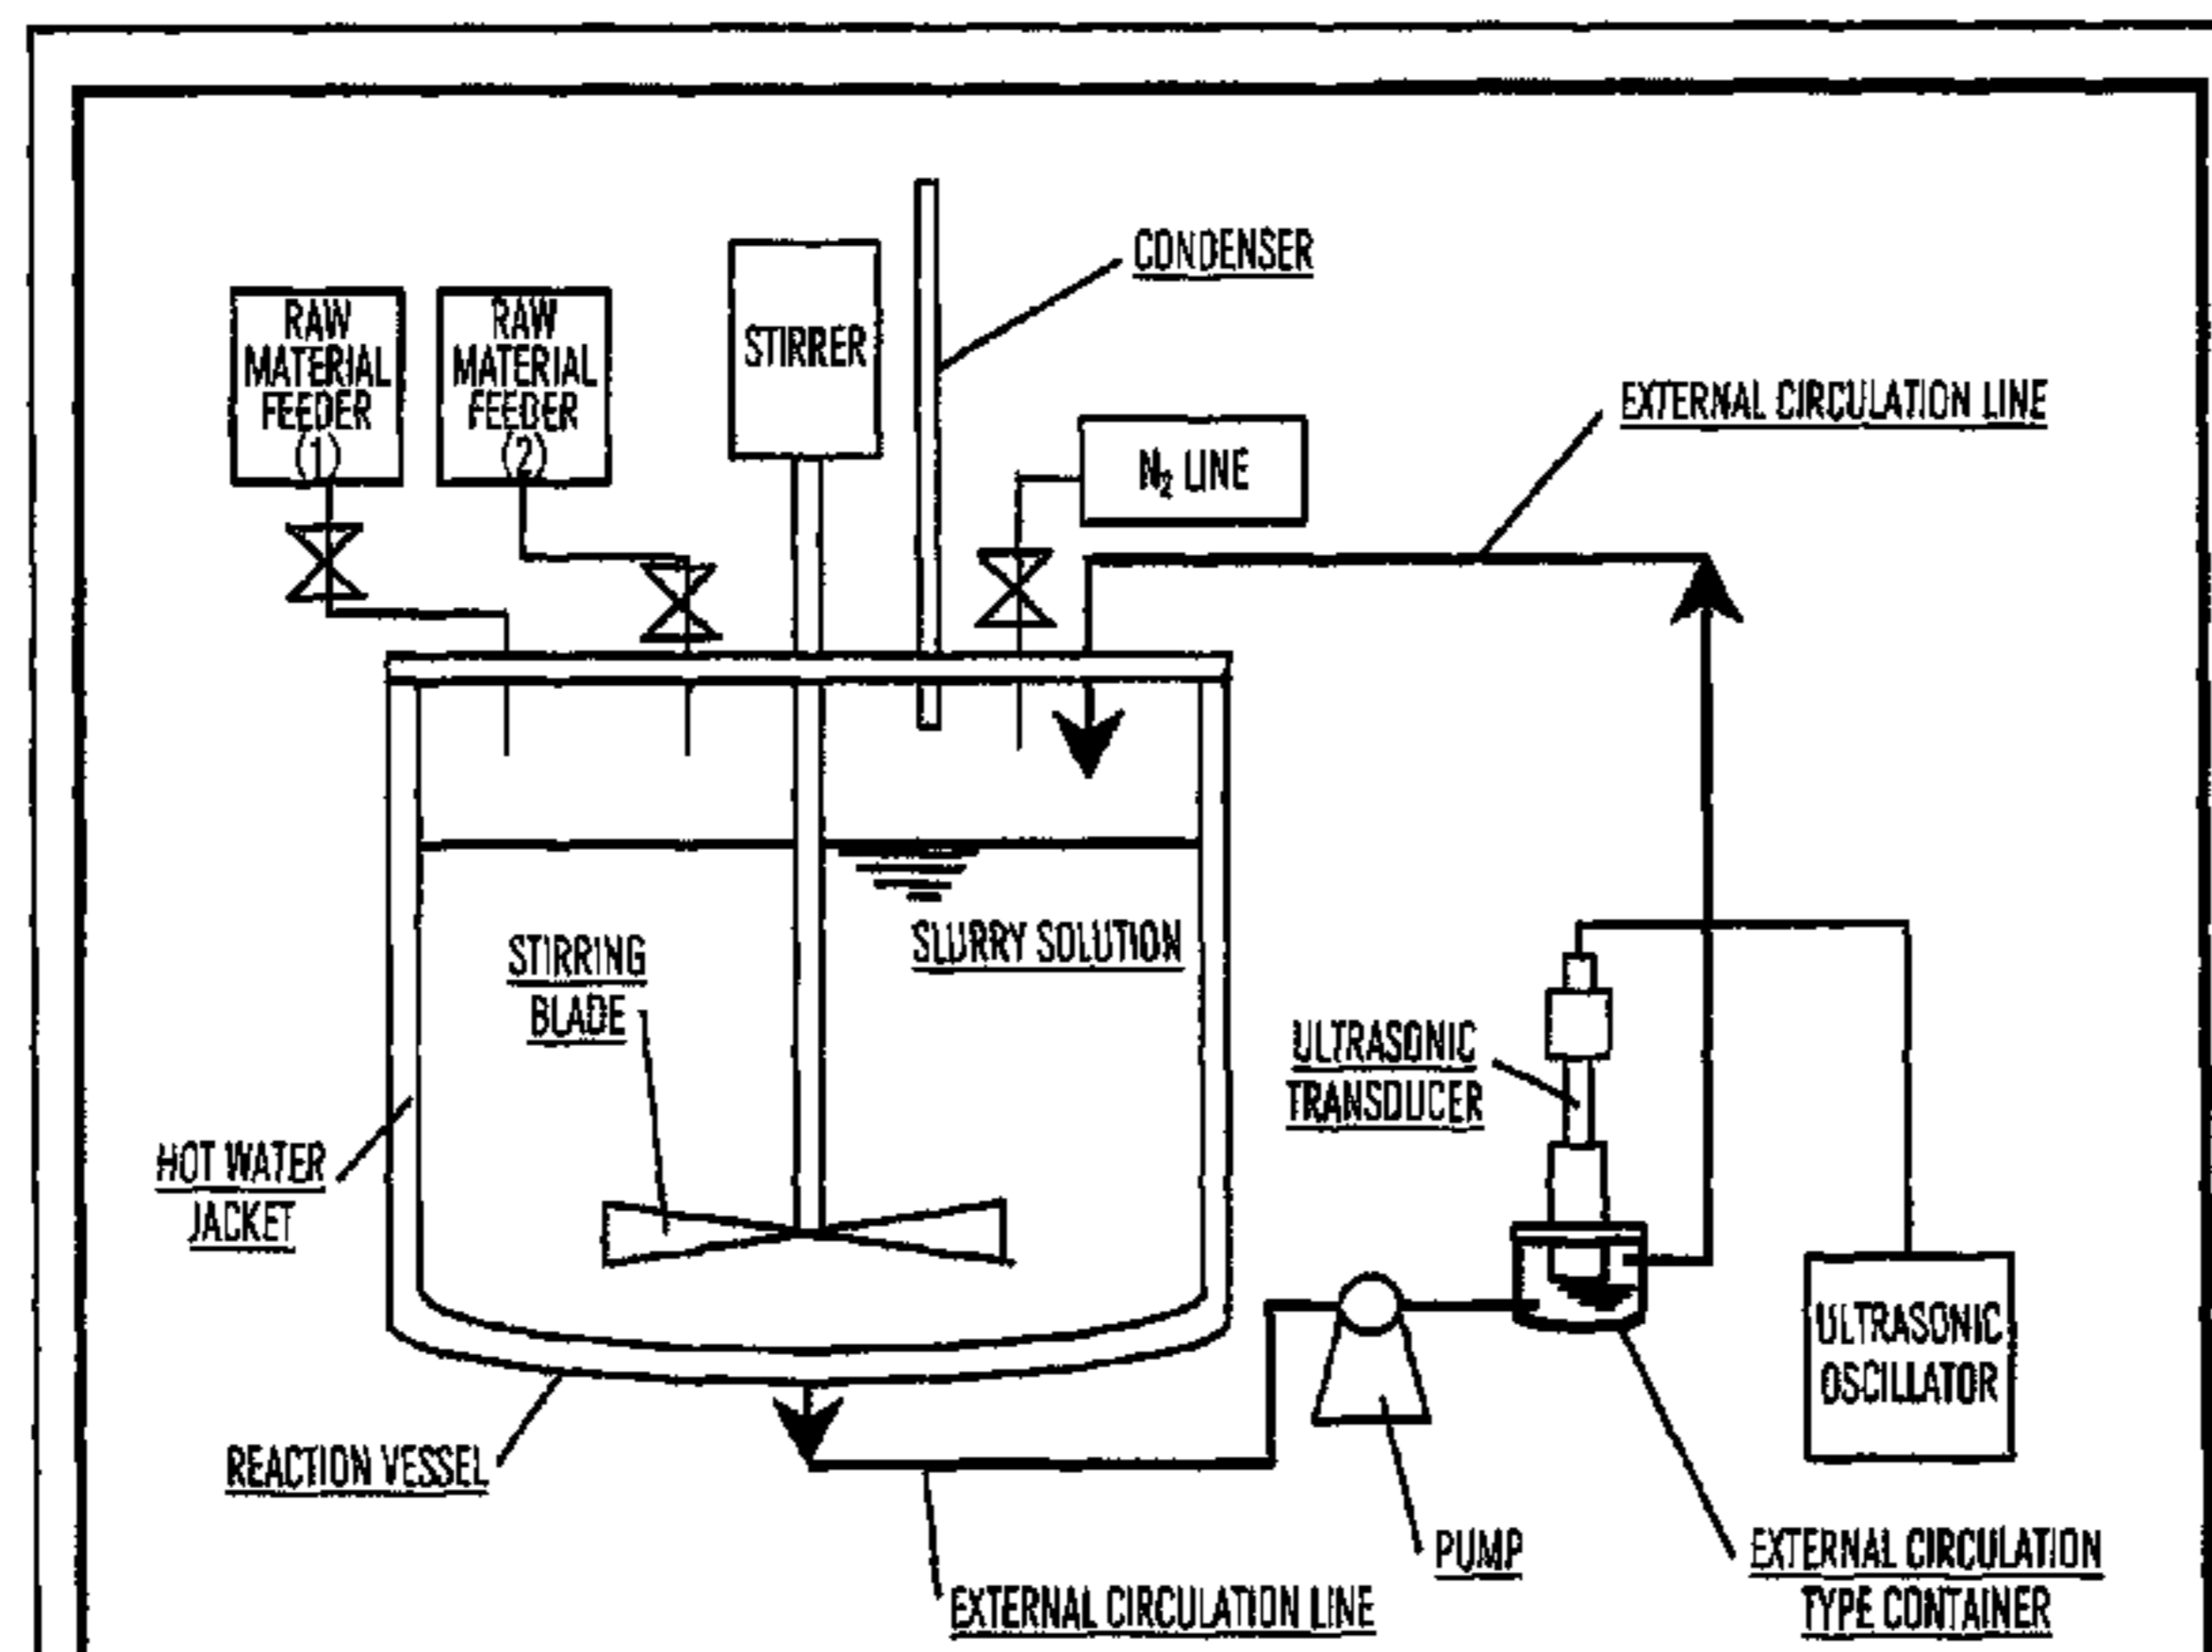 CONDENSER
RAW
MATERIAL
FEEDER
(1)
RAW
MATERIAL
FEEDER
(2)
STIRRER
EXTERNAL CIRCULATION LINE
N₂ LINE
STIRRING
BLADE
SLURRY SOLUTION
ULTRASONIC
TRANSDUCER
HOT WATER
JACKET
ULTRASONIC
OSCILLATOR
REACTION VESSEL
PUMP
EXTERNAL CIRCULATION
TYPE CONTAINER
EXTERNAL CIRCULATION LINE